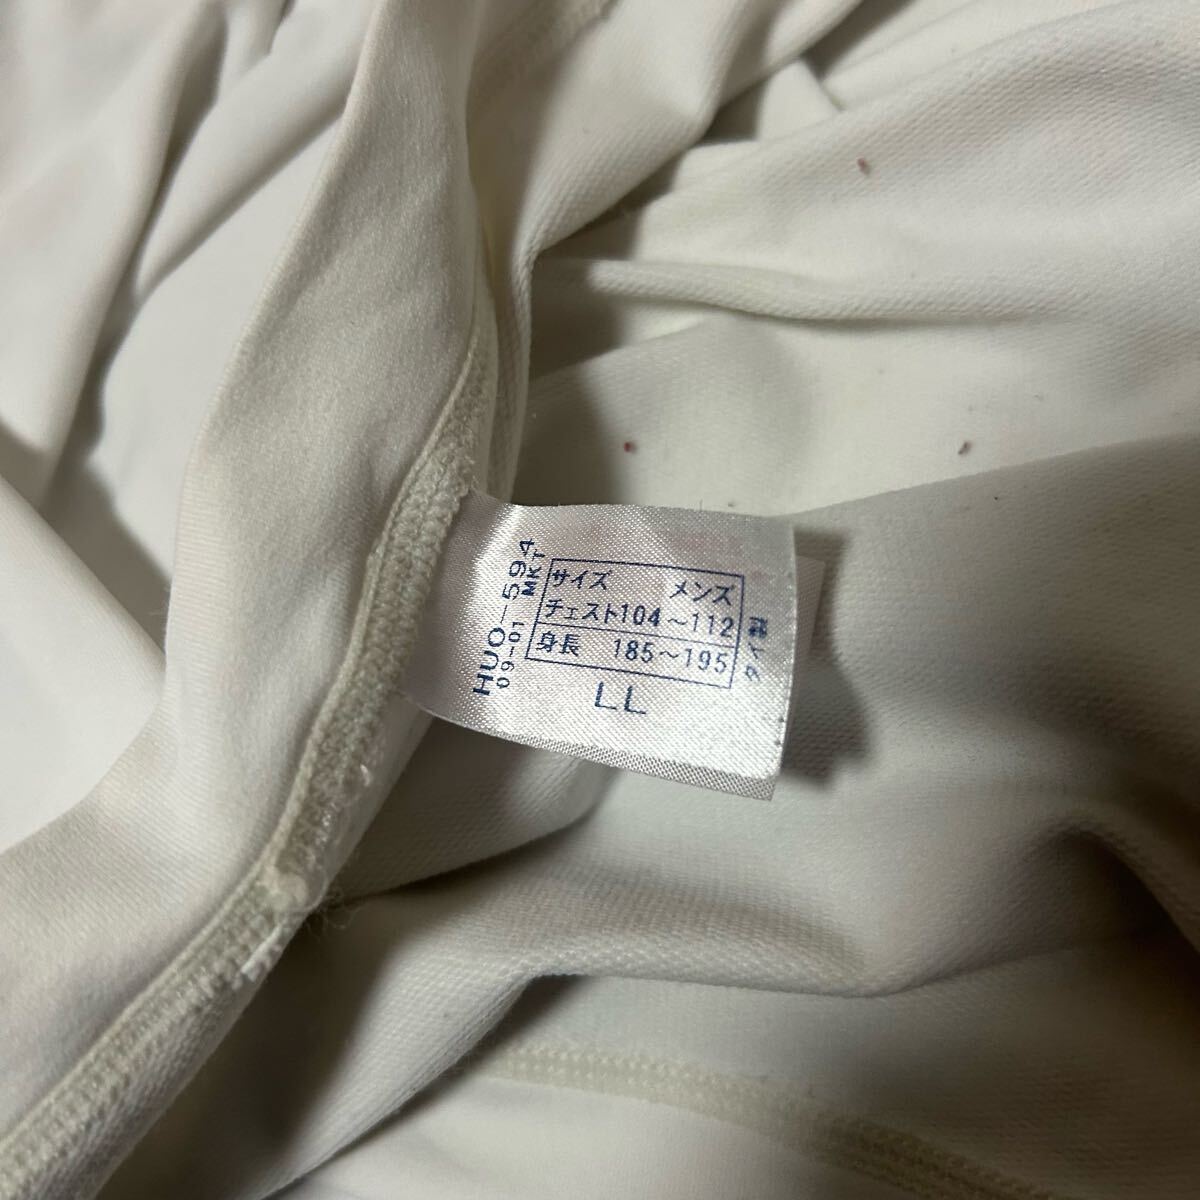 サイズ メンズ
チェスト104～112
身長 185～195
LL
HUO-594
09-01 MKT
タイ製